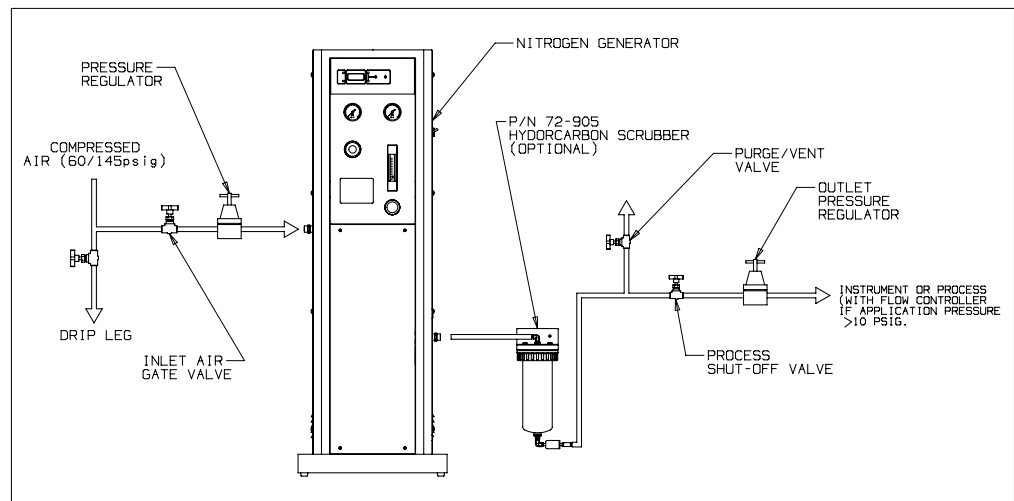 NITROGEN GENERATOR
PRESSURE
REGULATOR
COMPRESSED
AIR (60/145psig)
DRIP LEG
INLET AIR
GATE VALVE
P/N 72-905
HYDORCARBON SCRUBBER
(OPTIONAL)
PURGE/VENT
VALVE
OUTLET
PRESSURE
REGULATOR
INSTRUMENT OR PROCESS
(WITH FLOW CONTROLLER
IF APPLICATION PRESSURE
>10 PSIG.
PROCESS
SHUT-OFF VALVE